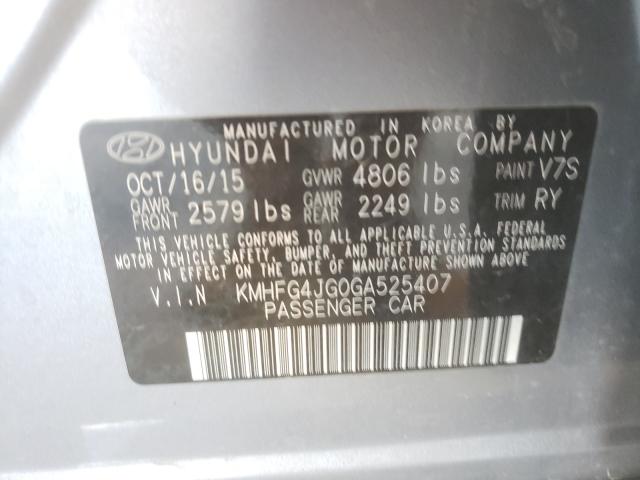 MANUFACTURED IN KOREA BY
HYUNDAI MOTOR COMPANY
OCT/16/15 GVWR 4806 lbs PAINT V7S
GAWR FRONT 2579 lbs GAWR REAR 2249 lbs TRIM RY
THIS VEHICLE CONFORMS TO ALL APPLICABLE U.S.A. FEDERAL
MOTOR VEHICLE SAFETY, BUMPER, AND THEFT PREVENTION STANDARDS
IN EFFECT ON THE DATE OF MANUFACTURE SHOWN ABOVE.
V.I.N KMHFG4JG0GA525407
PASSENGER CAR